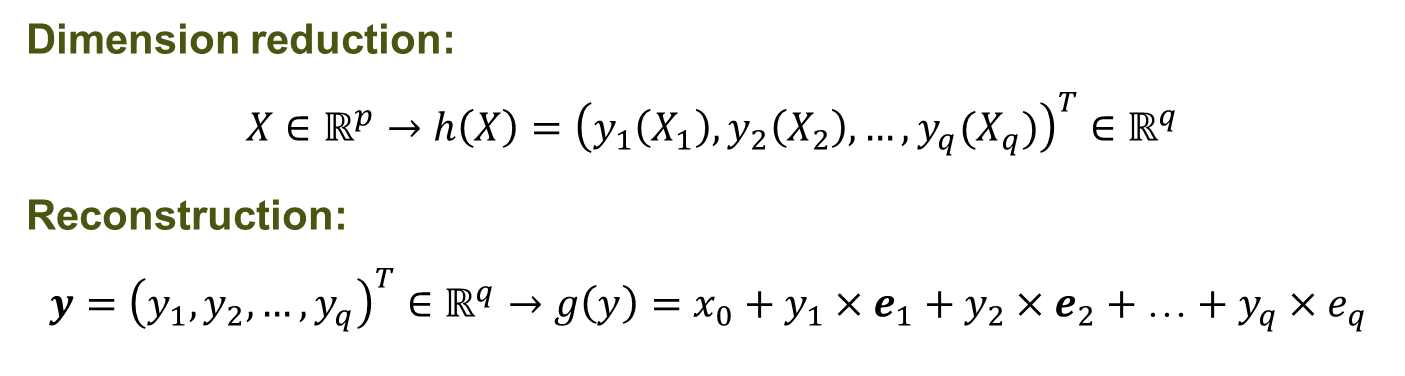 Dimension reduction:
X ∈ ℝ^p → h(X) = (y_1(X_1), y_2(X_2), … , y_q(X_q))^T ∈ ℝ^q
Reconstruction:
y = (y_1, y_2, … , y_q)^T ∈ ℝ^q → g(y) = x_0 + y_1 × e_1 + y_2 × e_2 + … + y_q × e_q